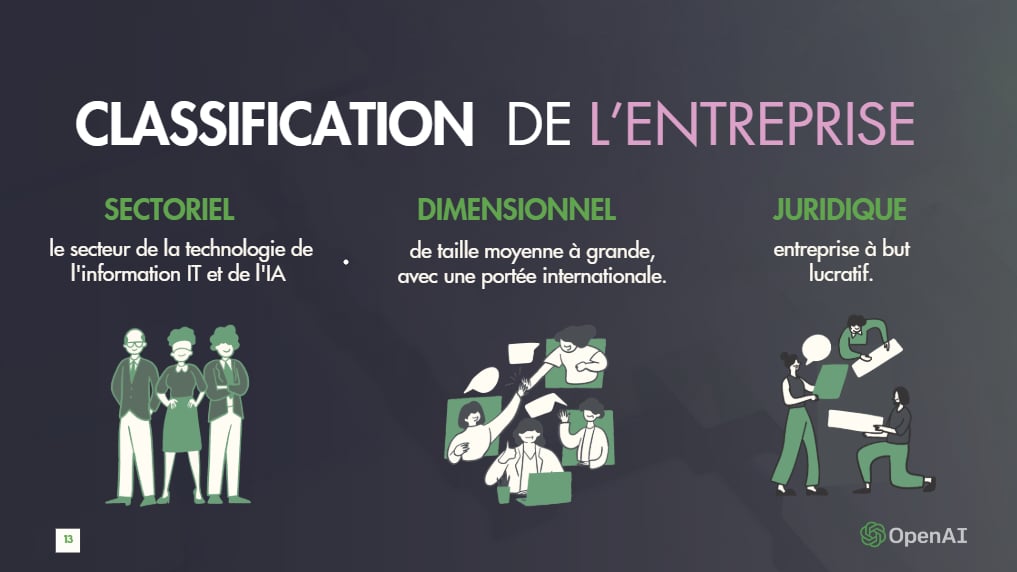 CLASSIFICATION DE L'ENTREPRISE
SECTORIEL
le secteur de la technologie de
l'information IT et de l'IA
.
DIMENSIONNEL
de taille moyenne à grande,
avec une portée internationale.
JURIDIQUE
entreprise à but
lucratif.
13
OpenAI